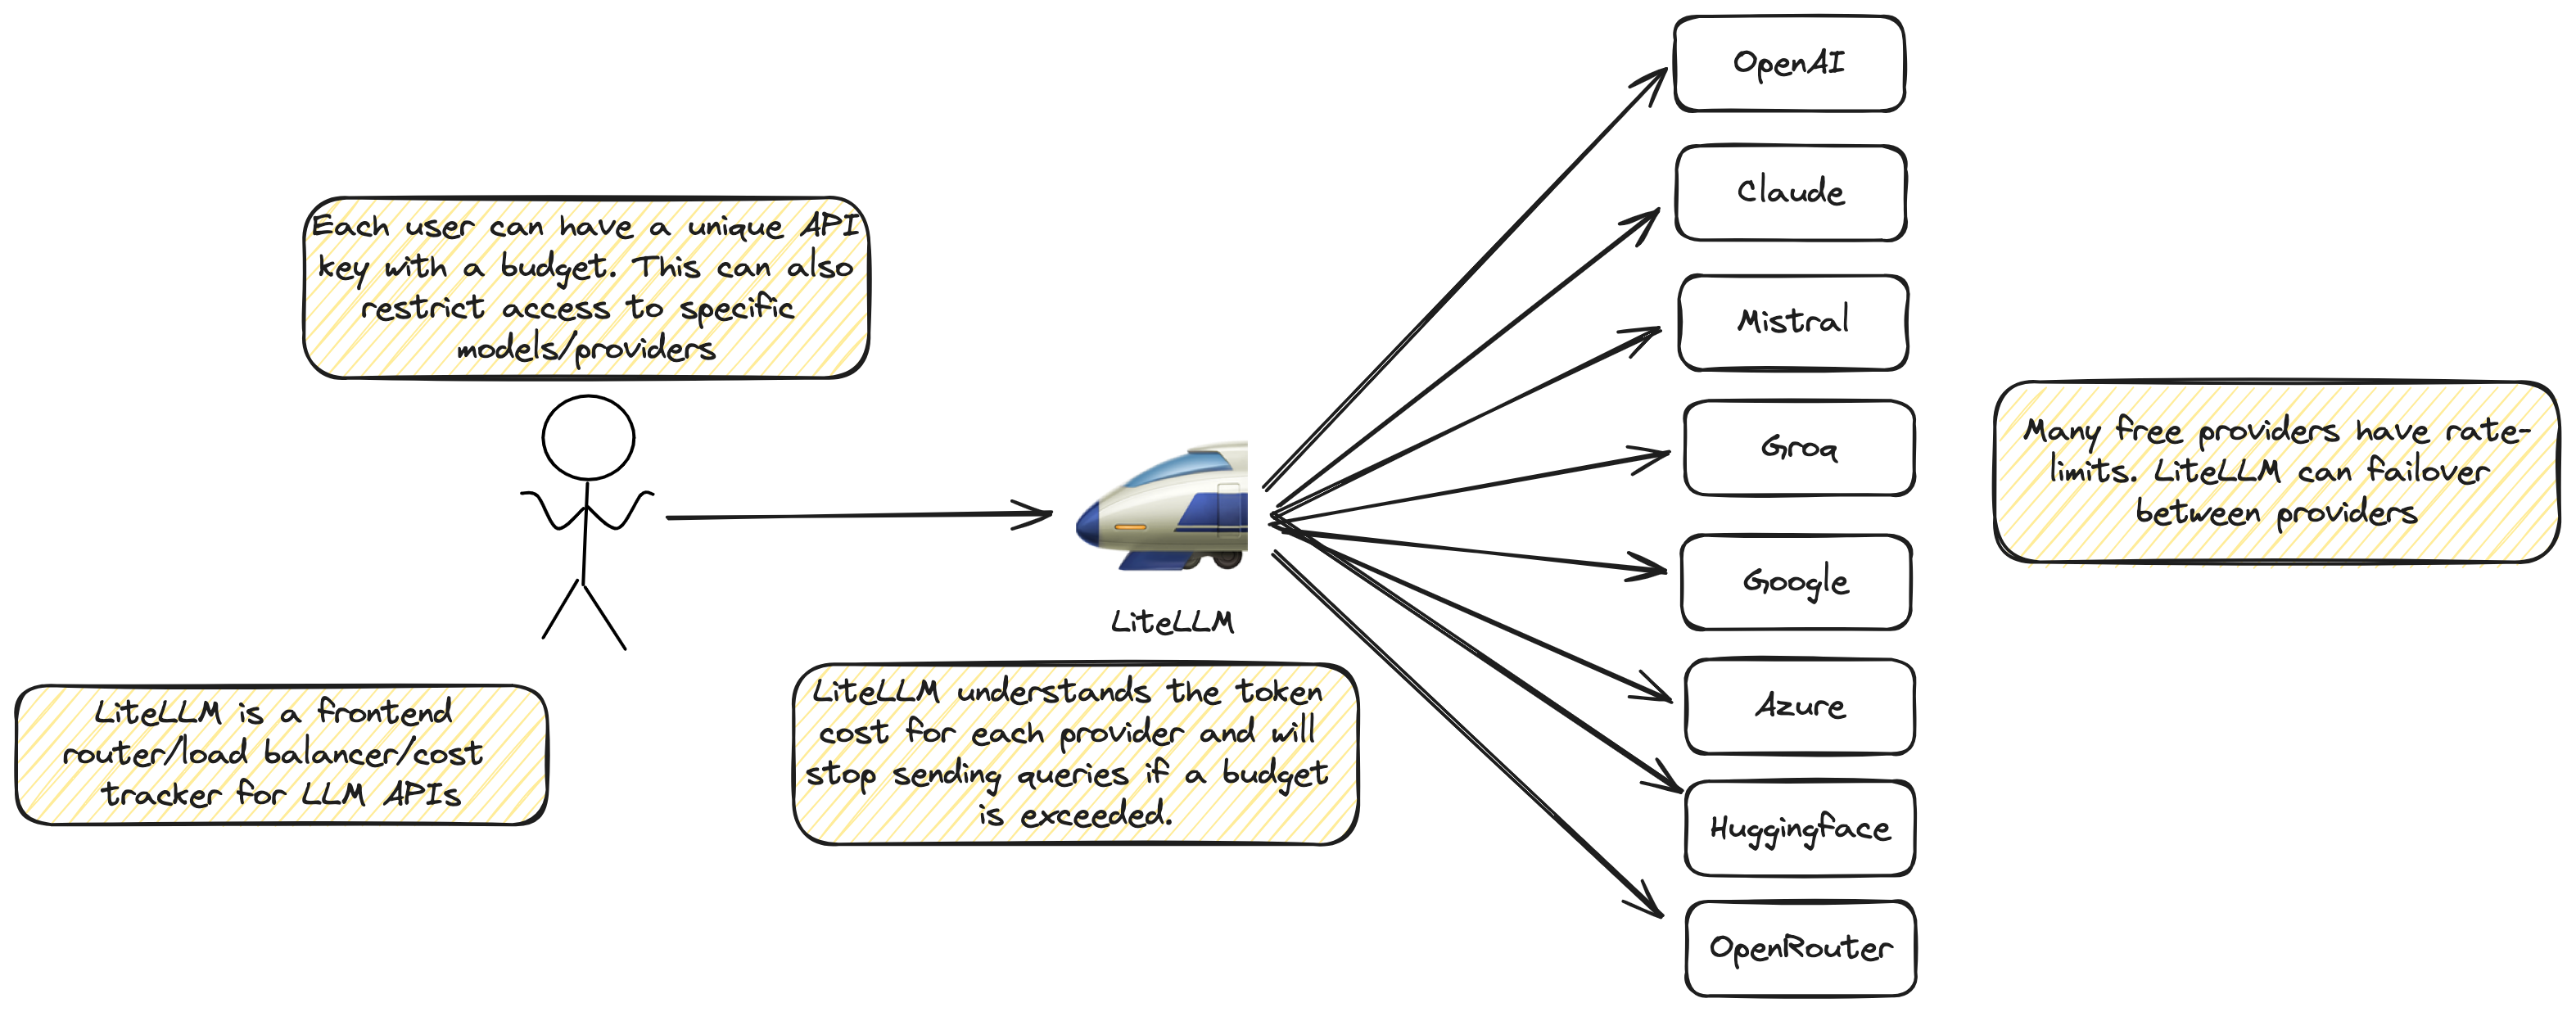 OpenAI
Claude
Each user can have a unique API
key with a budget. This can also
restrict access to specific
models/providers
Mistral
Groq
Many free providers have rate-
limits. LiteLLM can failover
between providers
Google
LiteLLM
LiteLLM is a frontend
router/load balancer/cost
tracker for LLM APIs
LiteLLM understands the token
cost for each provider and will
stop sending queries if a budget
is exceeded.
Azure
Huggingface
OpenRouter